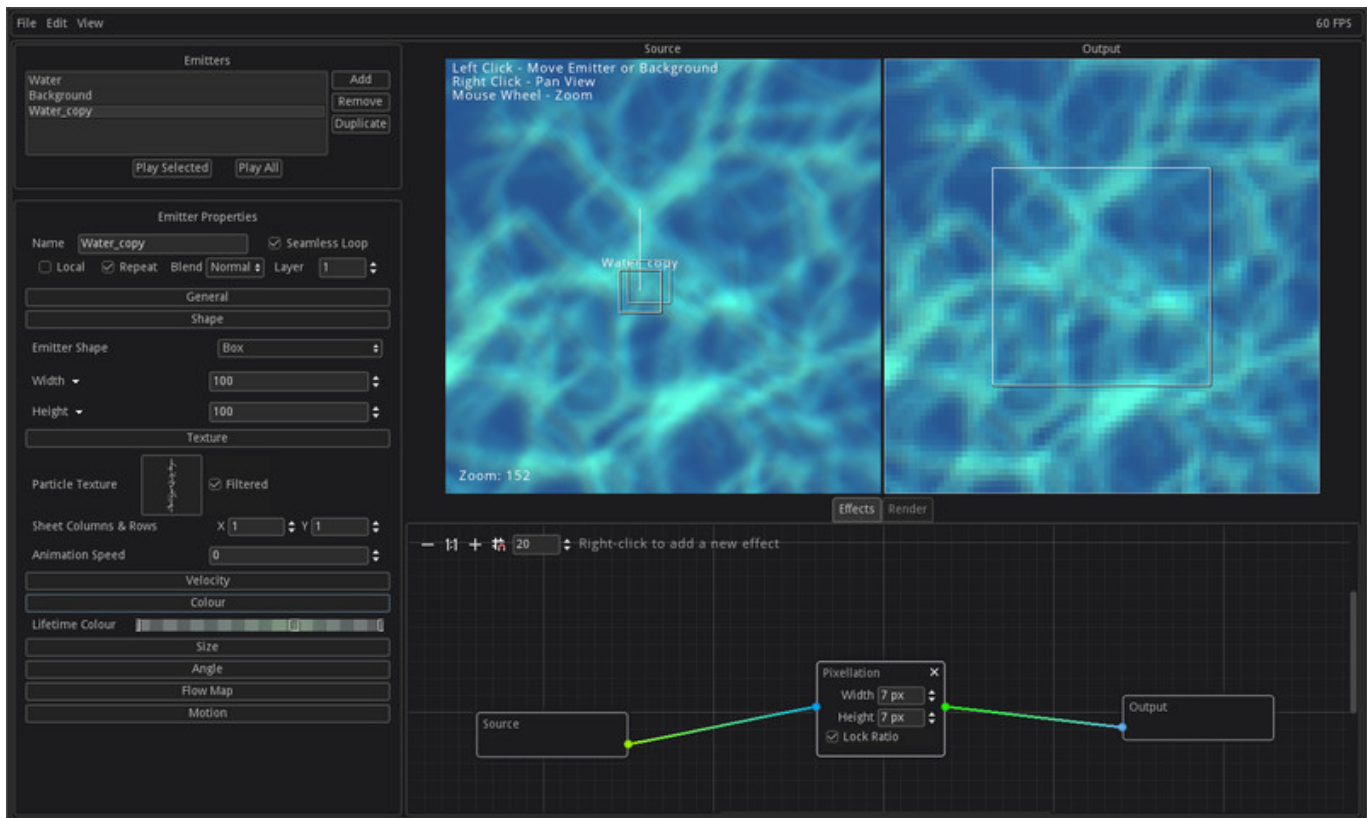 File Edit View
60 FPS
Emitters
Water
Background
Water_copy
Add
Remove
Duplicate
Play Selected
Play All
Emitter Properties
Name Water_copy Seamless Loop
Local Repeat Blend Normal Layer 1
General
Shape
Emitter Shape Box
Width 100
Height 100
Texture
Particle Texture Filtered
Sheet Columns & Rows X 1 Y 1
Animation Speed 0
Velocity
Colour
Lifetime Colour
Size
Angle
Flow Map
Motion
Source
Left Click - Move Emitter or Background
Right Click - Pan View
Mouse Wheel - Zoom
Water_copy
Zoom: 152
Output
Effects Render
1:1 20 Right-click to add a new effect
Source
Pixellation
Width 7 px
Height 7 px
Lock Ratio
Output